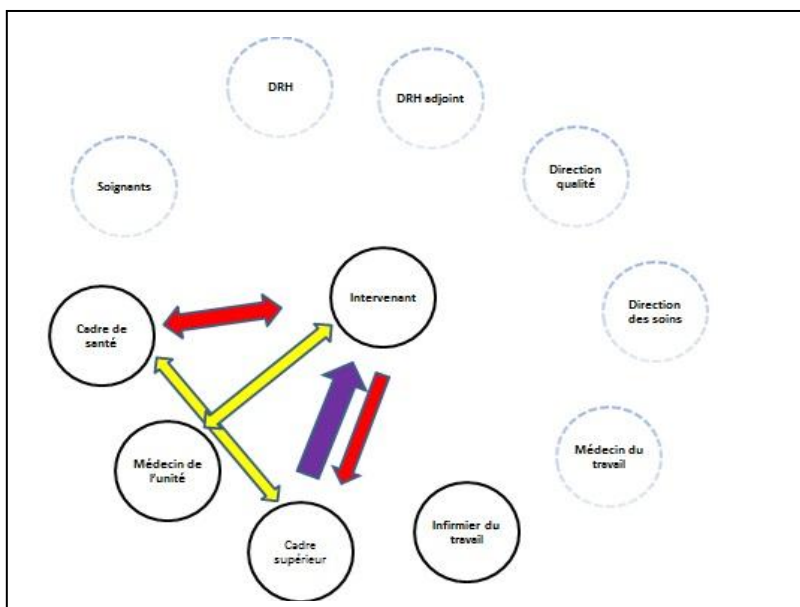 DRH
DRH adjoint
Direction
qualité
Soignants
Intervenant
Direction
des soins
Cadre de
santé
Médecin du
travail
Médecin de
l'unité
Infirmier du
travail
Cadre
supérieur